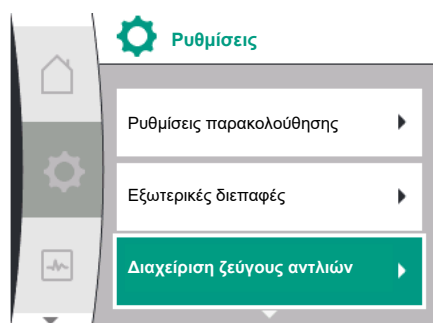 Ρυθμίσεις
Ρυθμίσεις παρακολούθησης
Εξωτερικές διεπαφές
Διαχείριση ζεύγους αντλιών